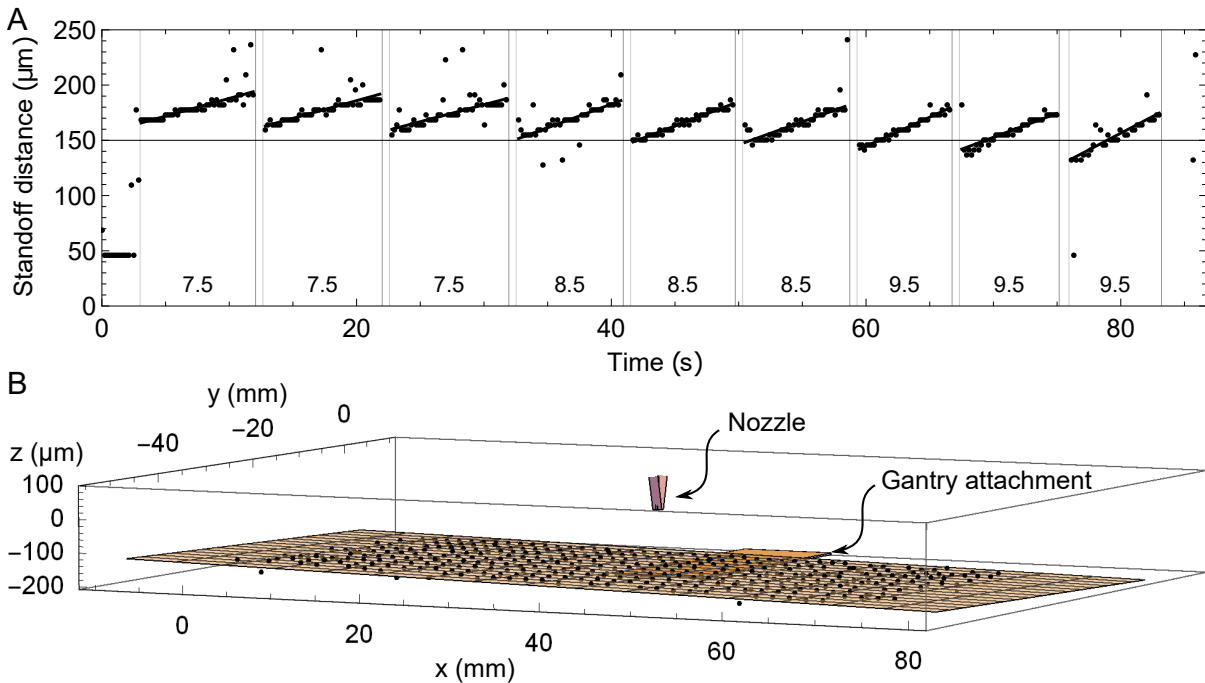 A
Standoff distance (µm)
250
200
150
100
50
0
7.5 7.5 7.5 8.5 8.5 8.5 9.5 9.5 9.5
0 20 40 60 80
Time (s)
B
y (mm)
−40 −20 0
z (µm)
100
0
−100
−200
Nozzle
Gantry attachment
0 20 40 60 80
x (mm)